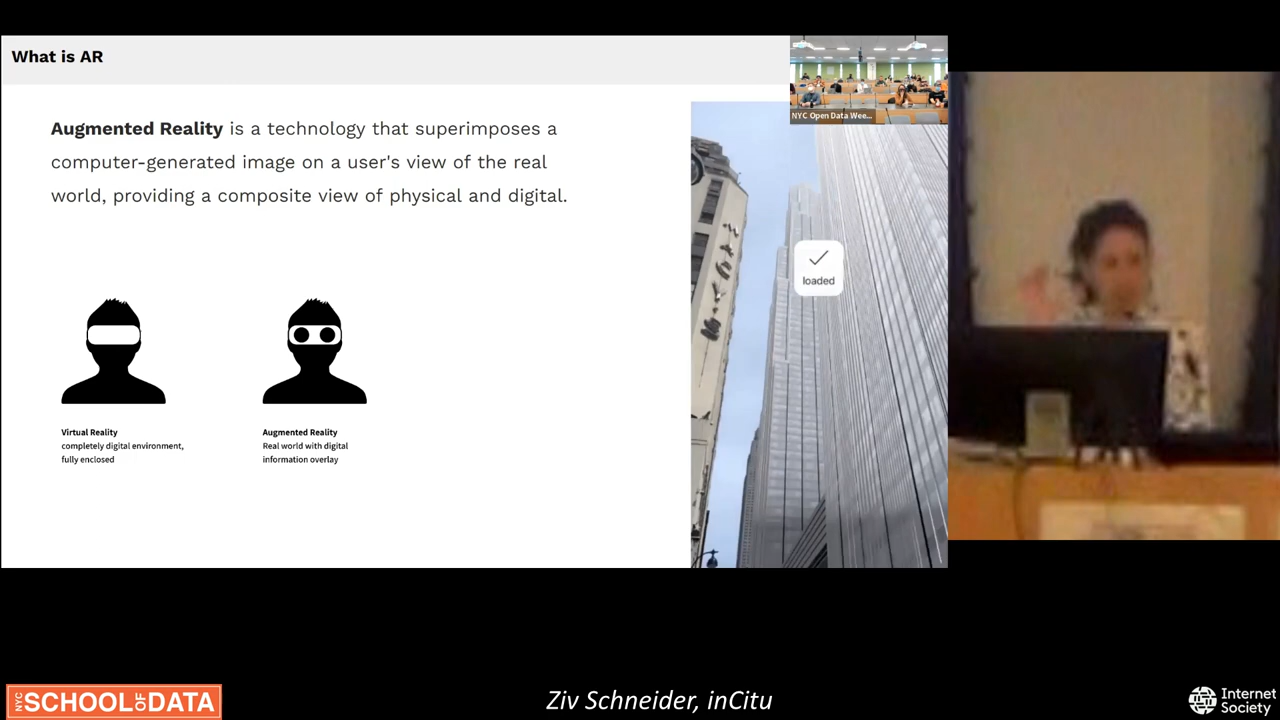 What is AR
Augmented Reality is a technology that superimposes a
computer-generated image on a user's view of the real
world, providing a composite view of physical and digital.
NYC Open Data Wee...
loaded
Virtual Reality
completely digital environment,
fully enclosed
Augmented Reality
Real world with digital
information overlay
NYC SCHOOL OF DATA
Ziv Schneider, inCitu
Internet
Society